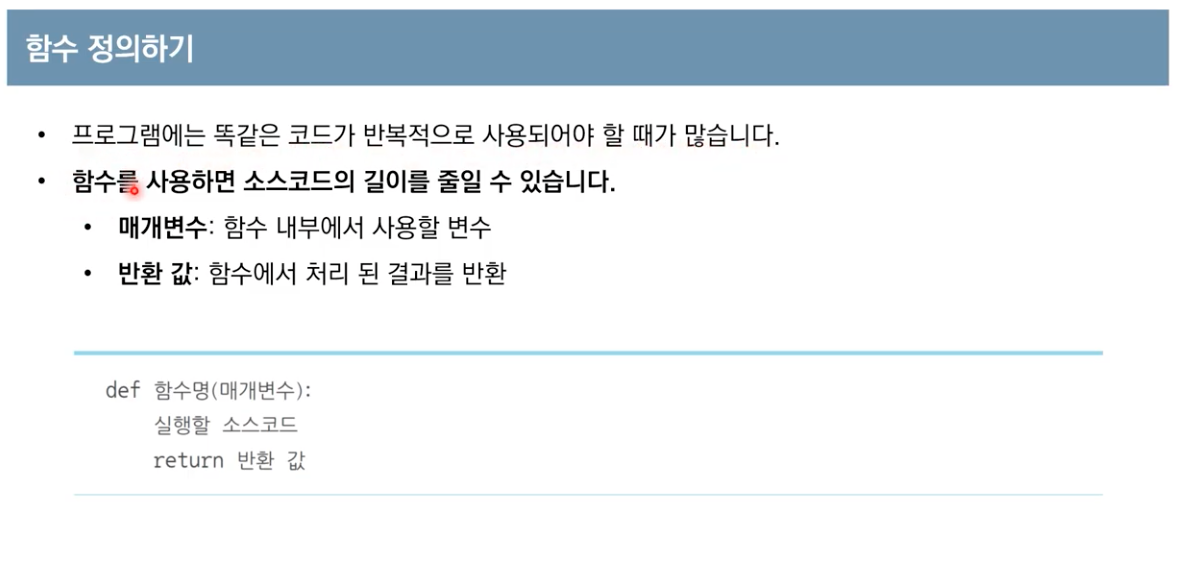 함수 정의하기
• 프로그램에는 똑같은 코드가 반복적으로 사용되어야 할 때가 많습니다.
• 함수를 사용하면 소스코드의 길이를 줄일 수 있습니다.
• 매개변수: 함수 내부에서 사용할 변수
• 반환 값: 함수에서 처리 된 결과를 반환
def 함수명(매개변수):
실행할 소스코드
return 반환 값